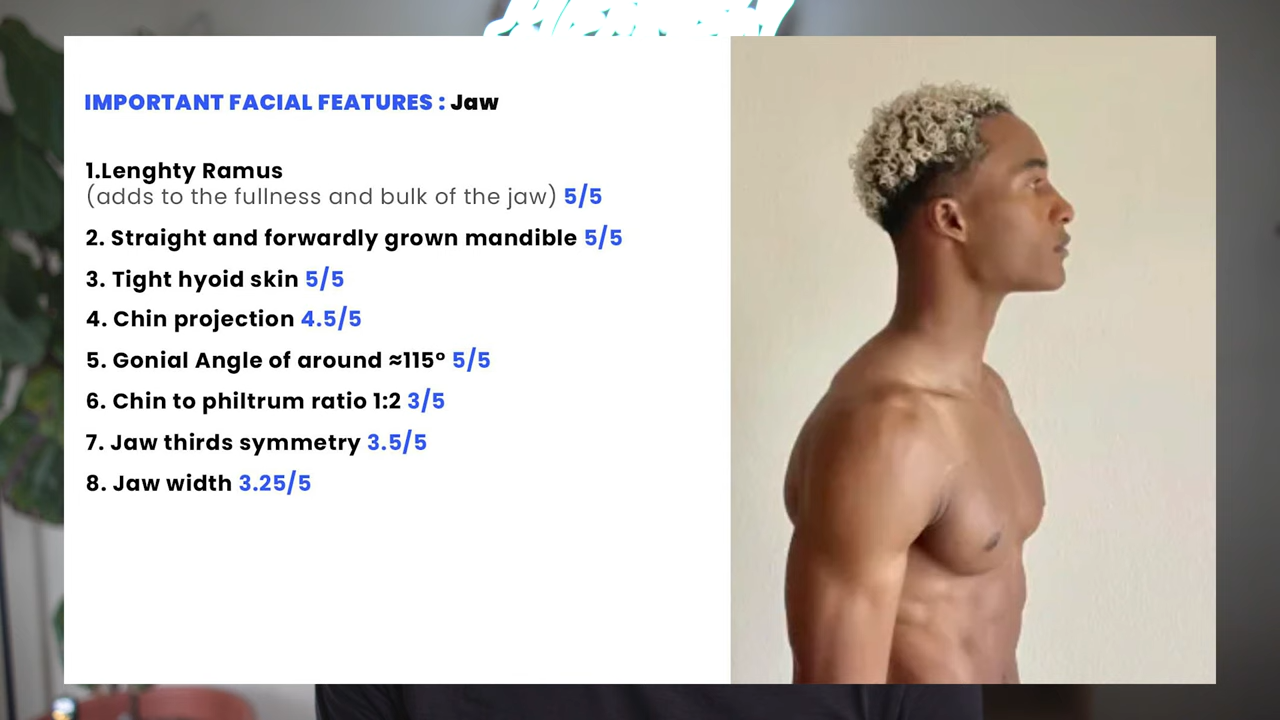 IMPORTANT FACIAL FEATURES : Jaw
1.Lenghty Ramus
(adds to the fullness and bulk of the jaw) 5/5
2. Straight and forwardly grown mandible 5/5
3. Tight hyoid skin 5/5
4. Chin projection 4.5/5
5. Gonial Angle of around ≈115° 5/5
6. Chin to philtrum ratio 1:2 3/5
7. Jaw thirds symmetry 3.5/5
8. Jaw width 3.25/5